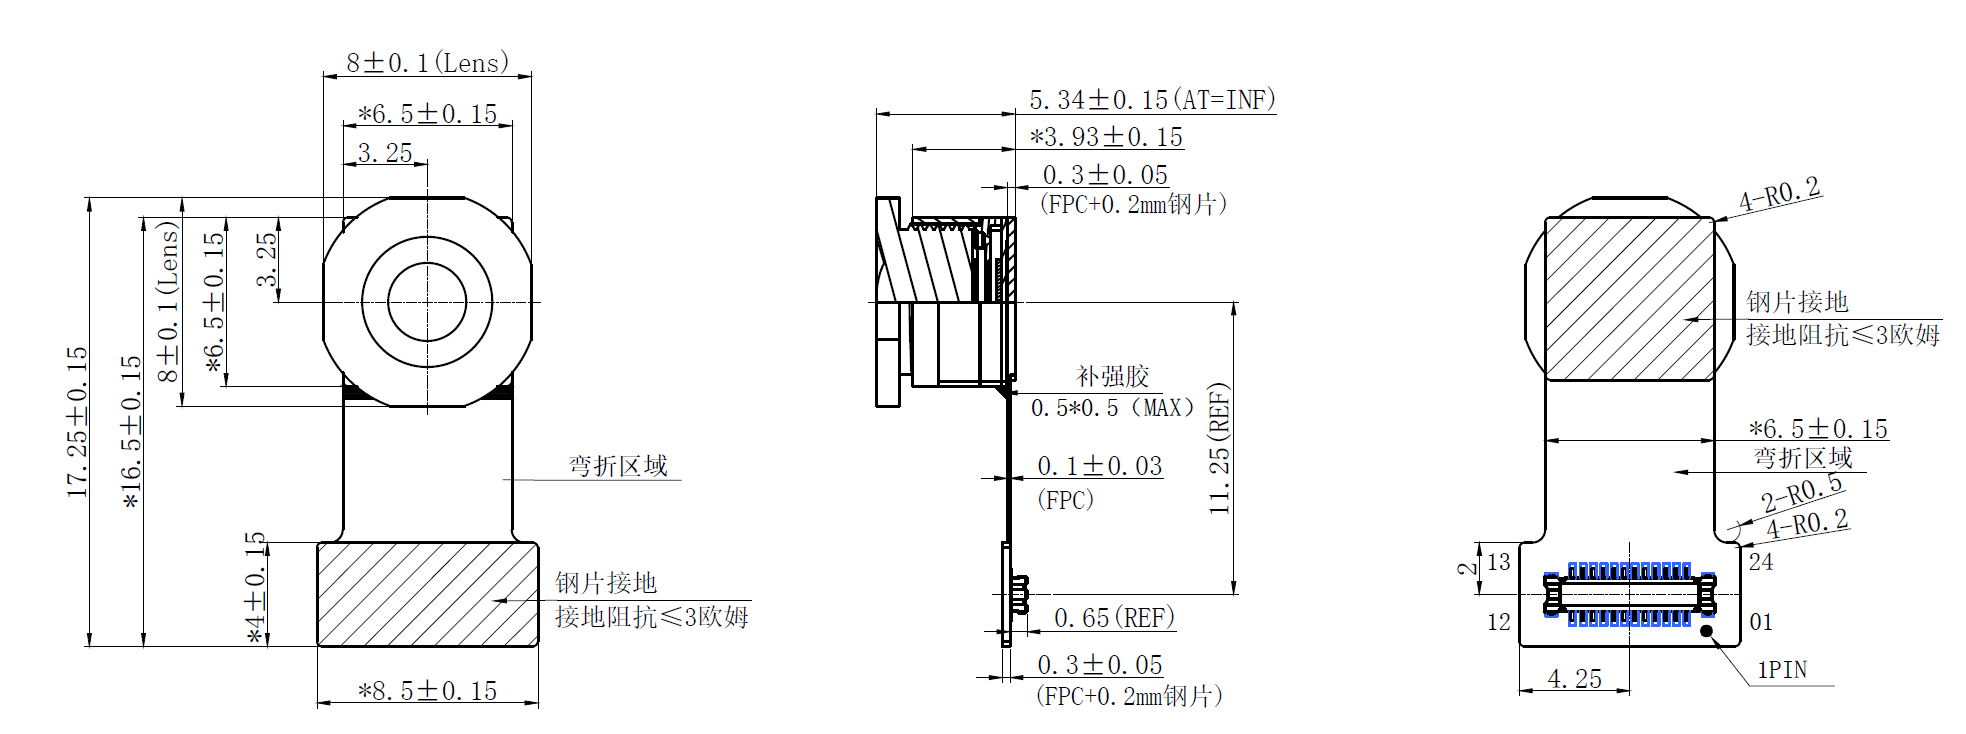 8±0.1(Lens)
*6.5±0.15
3.25
17.25±0.15
*16.5±0.15
8±0.1(Lens)
*6.5±0.15
3.25
弯折区域
*4±0.15
钢片接地
接地阻抗≤3欧姆
*8.5±0.15
5.34±0.15(AT=INF)
*3.93±0.15
0.3±0.05
(FPC+0.2mm钢片)
补强胶
0.5*0.5（MAX）
11.25(REF)
0.1±0.03
(FPC)
0.65(REF)
0.3±0.05
(FPC+0.2mm钢片)
4-R0.2
钢片接地
接地阻抗≤3欧姆
*6.5±0.15
弯折区域
2-R0.5
4-R0.2
2
13
24
12
01
1PIN
4.25